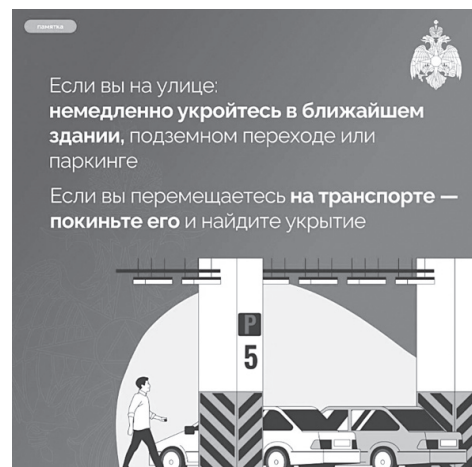 памятка
Если вы на улице:
немедленно укройтесь в ближайшем
здании, подземном переходе или
паркинге
Если вы перемещаетесь на транспорте —
покиньте его и найдите укрытие
P
5